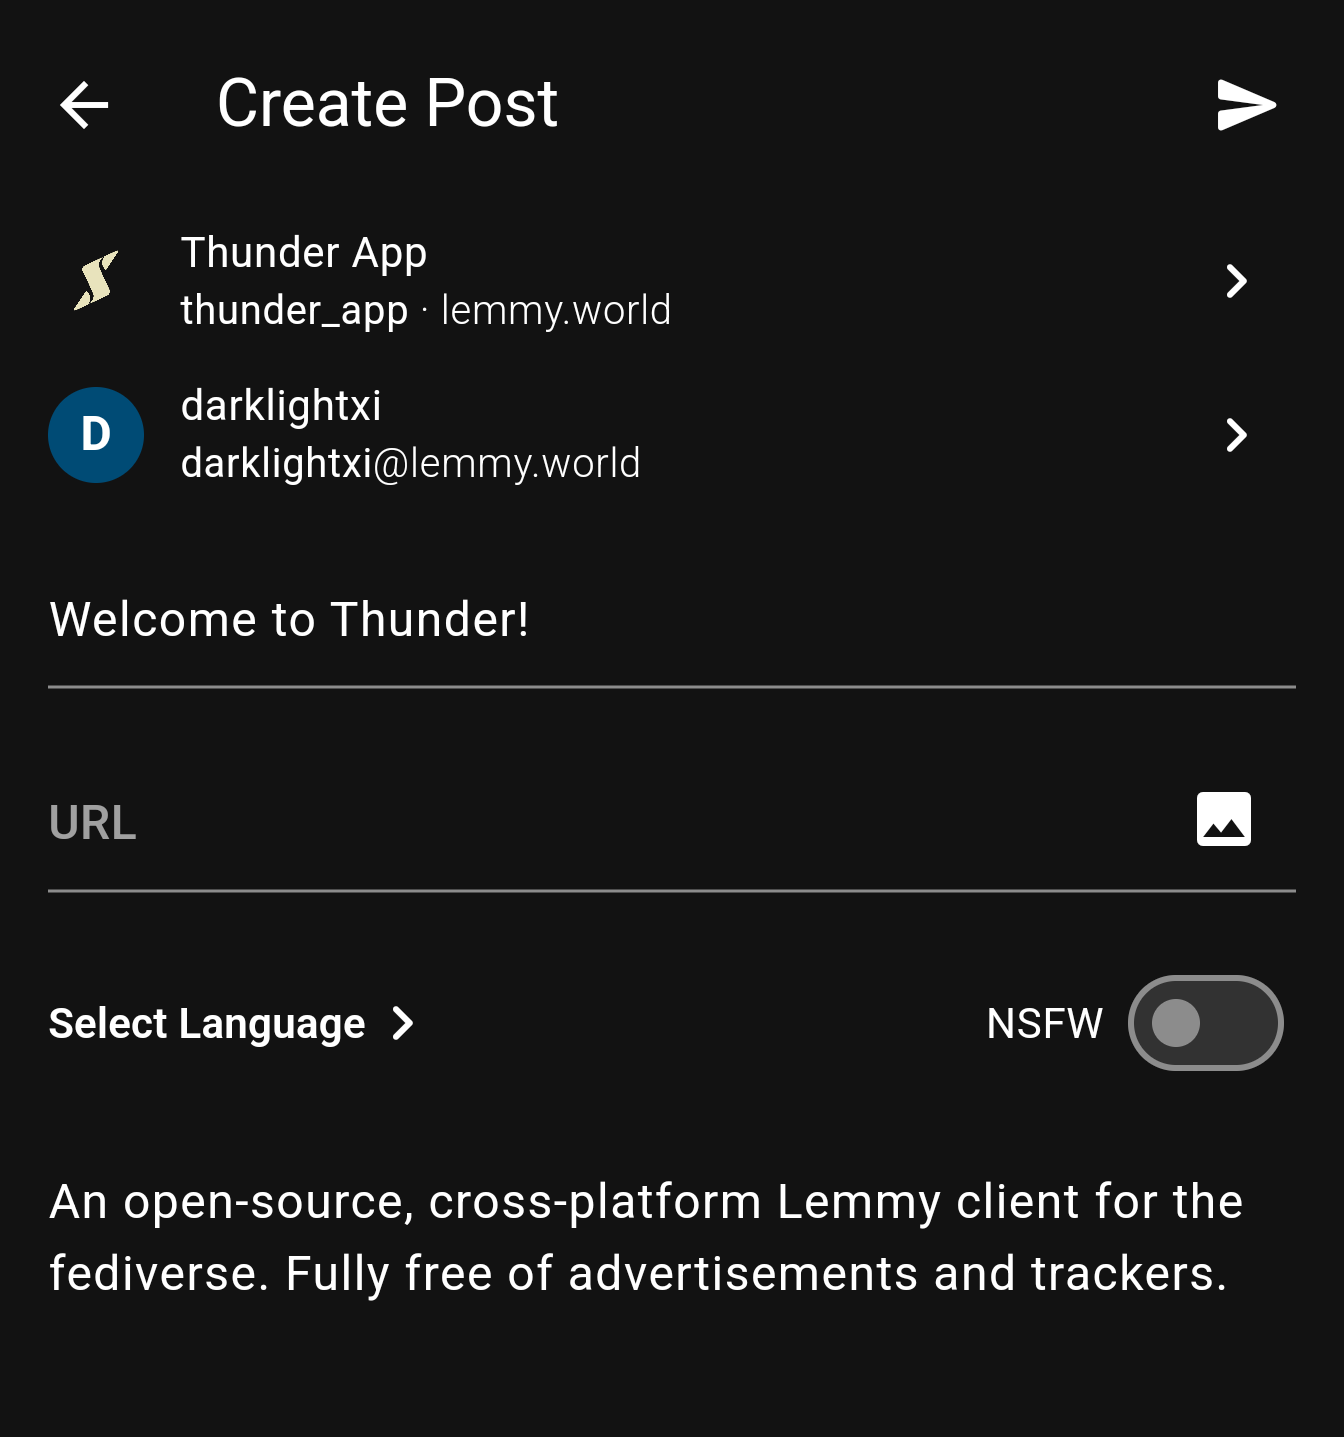 Create Post
Thunder App
thunder_app · lemmy.world
D
darklightxi
darklightxi@lemmy.world
Welcome to Thunder!
URL
Select Language
NSFW
An open-source, cross-platform Lemmy client for the
fediverse. Fully free of advertisements and trackers.